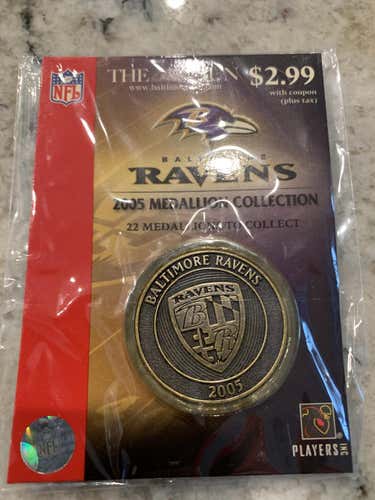 NFL
THE SUN $2.99
with coupon
(plus tax)
BALTIMORE
RAVENS
2005 MEDALLION COLLECTION
22 MEDALLIONS TO COLLECT
BALTIMORE RAVENS
RAVENS
B
R
2005
PLAYERS INC